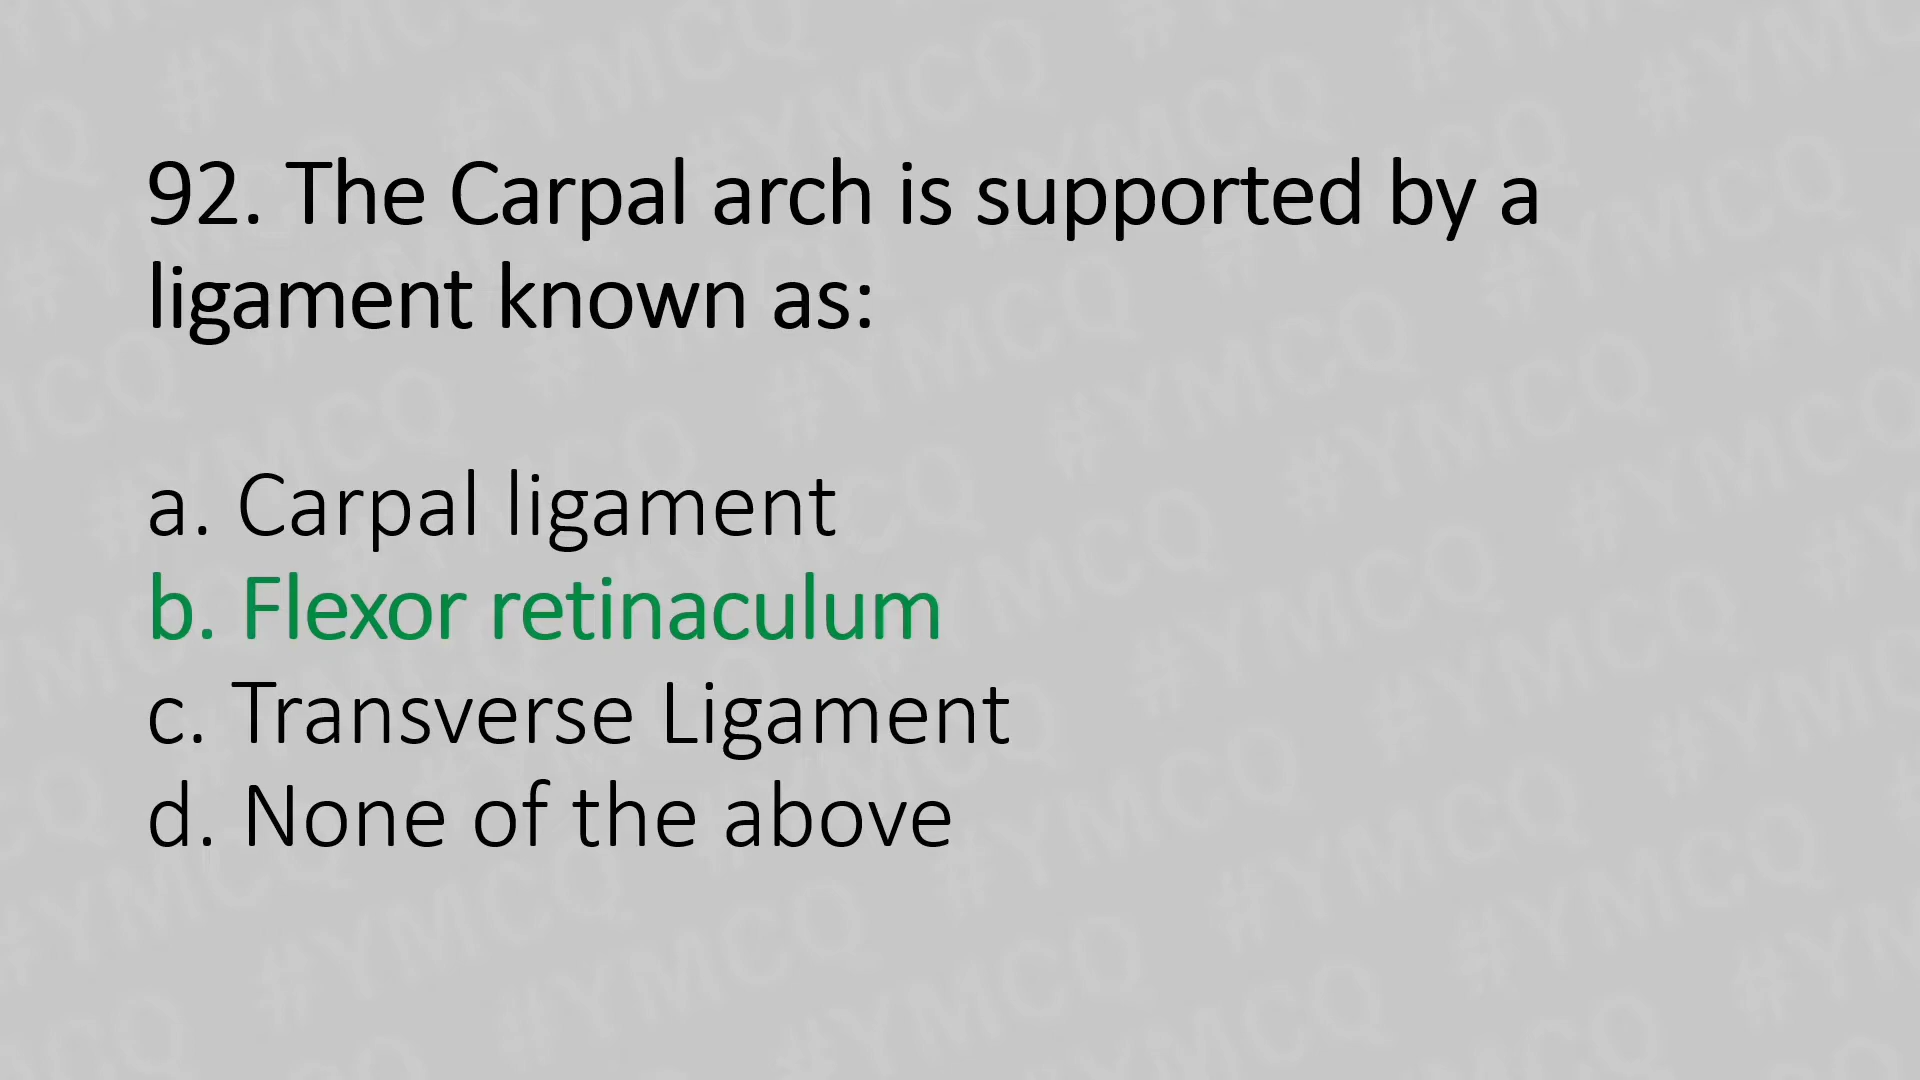 92. The Carpal arch is supported by a
ligament known as:
a. Carpal ligament
b. Flexor retinaculum
c. Transverse Ligament
d. None of the above
#YMCQ